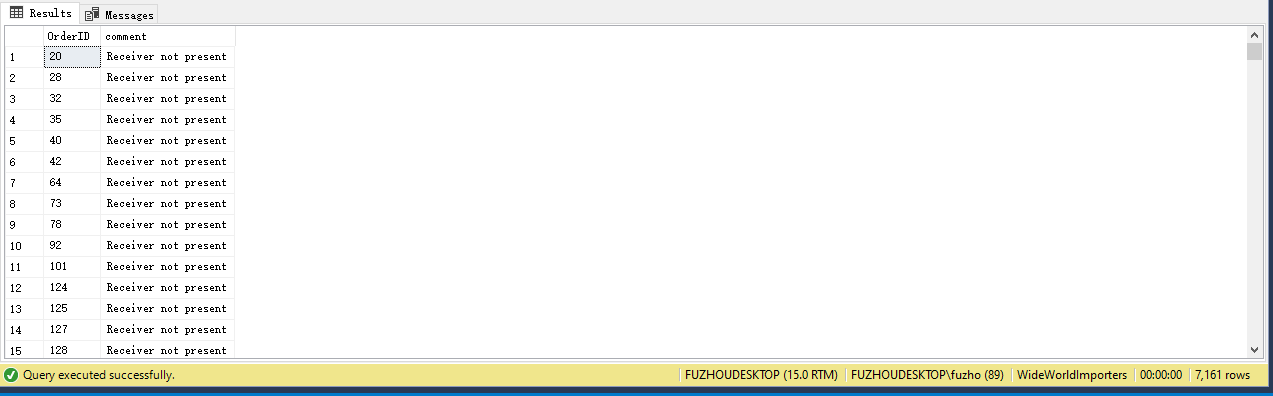 Results Messages
OrderID comment
1 20 Receiver not present
2 28 Receiver not present
3 32 Receiver not present
4 35 Receiver not present
5 40 Receiver not present
6 42 Receiver not present
7 64 Receiver not present
8 73 Receiver not present
9 78 Receiver not present
10 92 Receiver not present
11 101 Receiver not present
12 124 Receiver not present
13 125 Receiver not present
14 127 Receiver not present
15 128 Receiver not present
Query executed successfully. FUZHOUDESKTOP (15.0 RTM) FUZHOUDESKTOP\fuzho (89) WideWorldImporters 00:00:00 7,161 rows